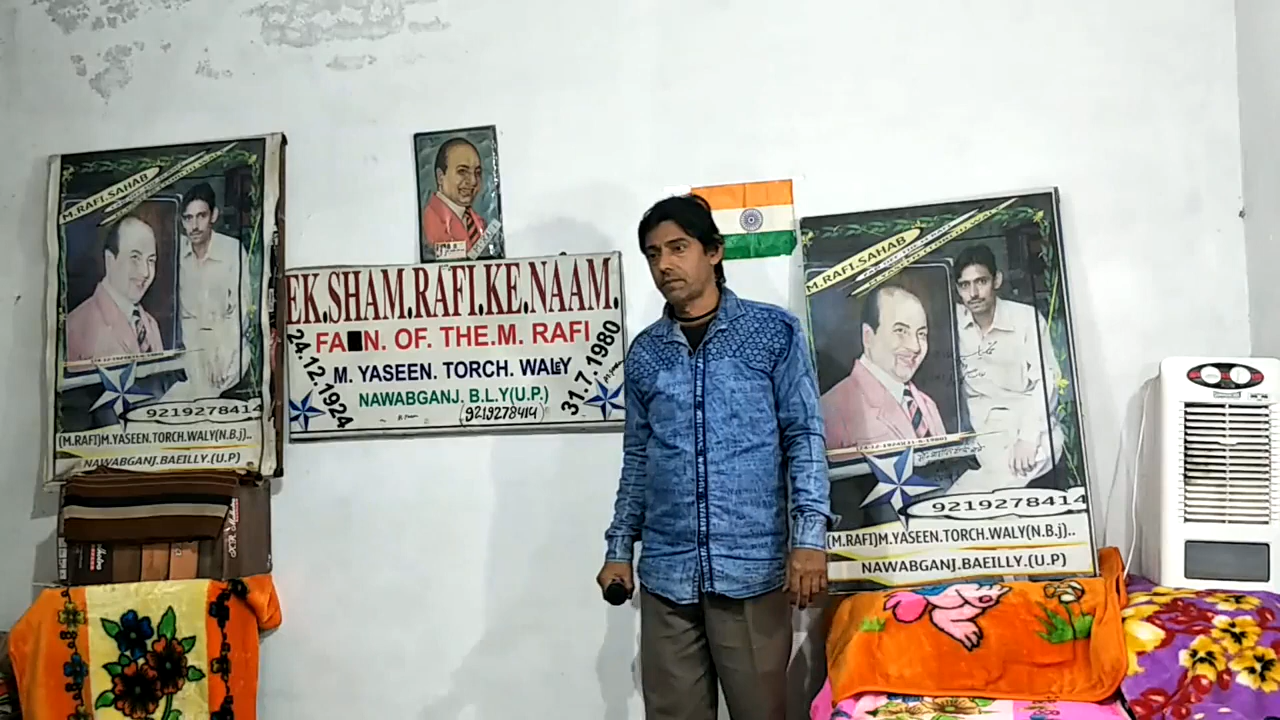 M.RAFI.SAHAB
9219278414
(M.RAFI)M.YASEEN.TORCH.WALY(N.B.j)..
NAWABGANJ.BAEILLY.(U.P)
EK.SHAM.RAFI.KE.NAAM.
FA N. OF. THE.M. RAFI
24.12.1924
M. YASEEN. TORCH. WALEY
31.7.1980
NAWABGANJ. B.L.Y(U.P.)
(9219278414)
M.RAFI.SAHAB
9219278414
(M.RAFI)M.YASEEN.TORCH.WALY(N.B.j)..
NAWABGANJ.BAEILLY.(U.P)